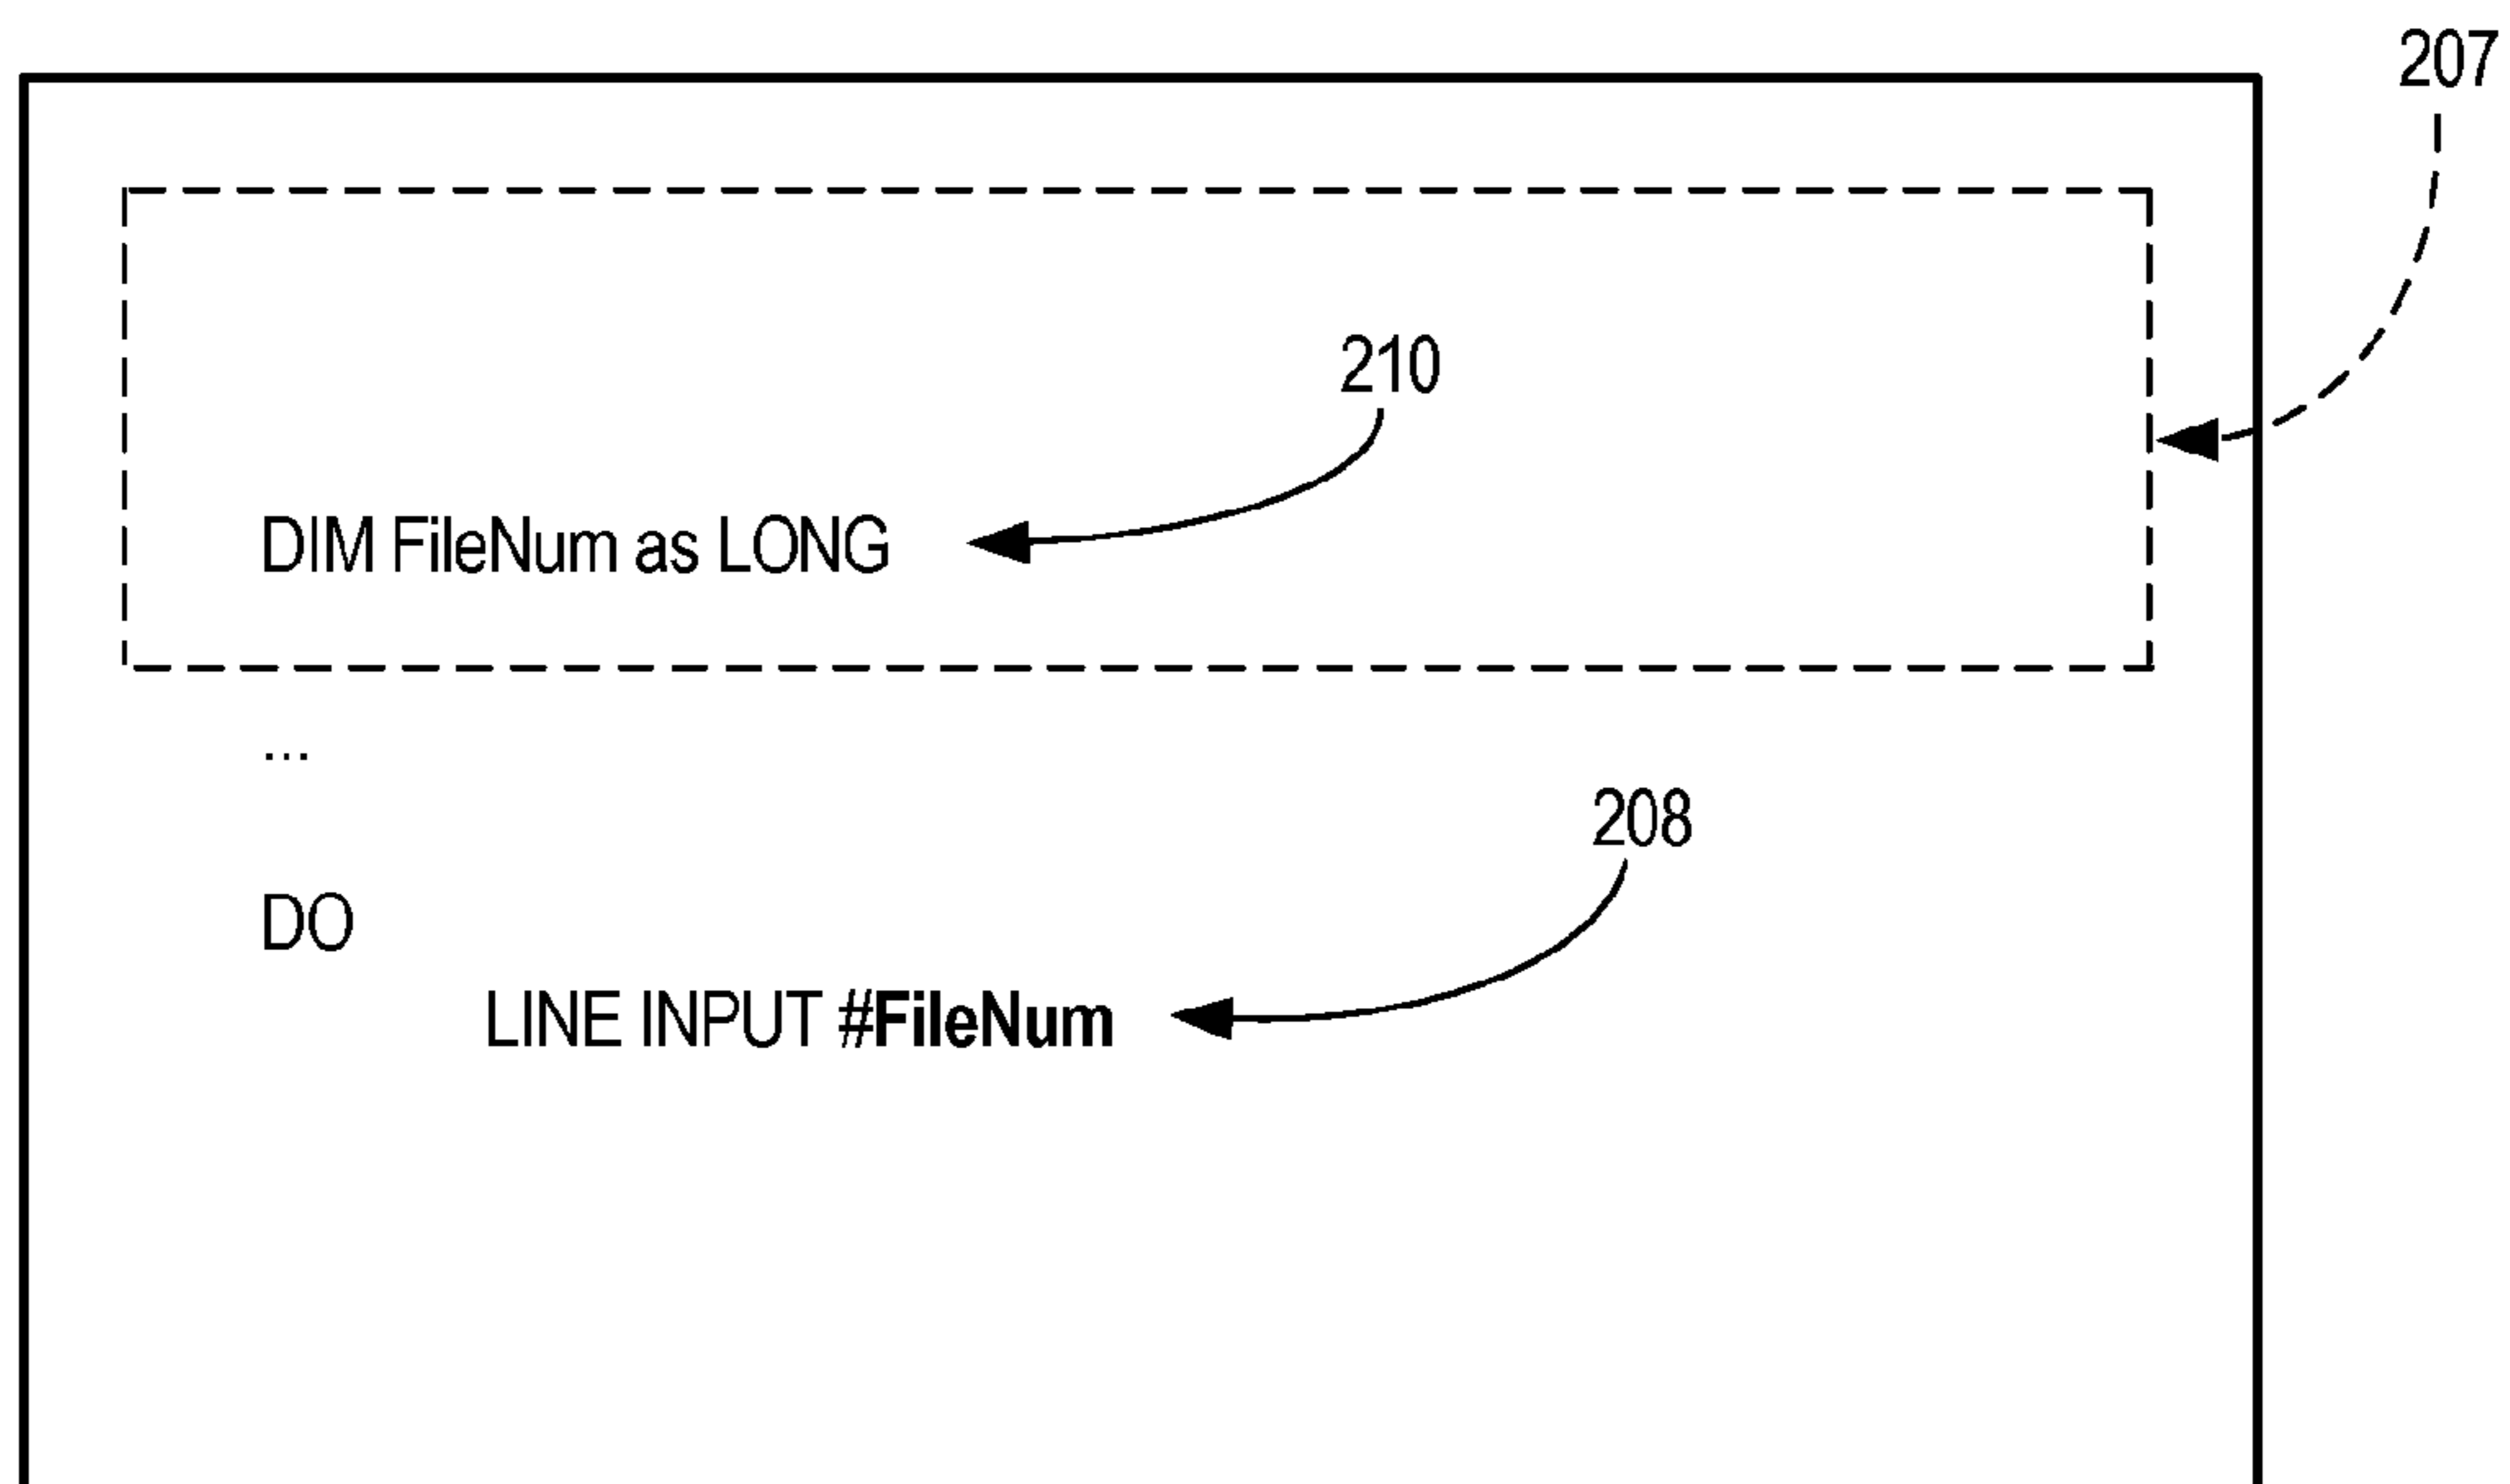 207
210
DIM FileNum as LONG
...
208
DO
LINE INPUT #FileNum